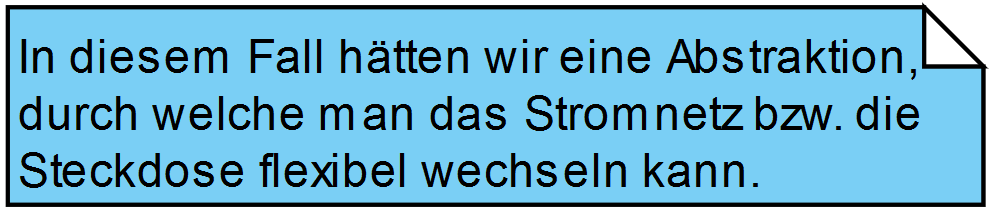 In diesem Fall hätten wir eine Abstraktion,
durch welche man das Stromnetz bzw. die
Steckdose flexibel wechseln kann.